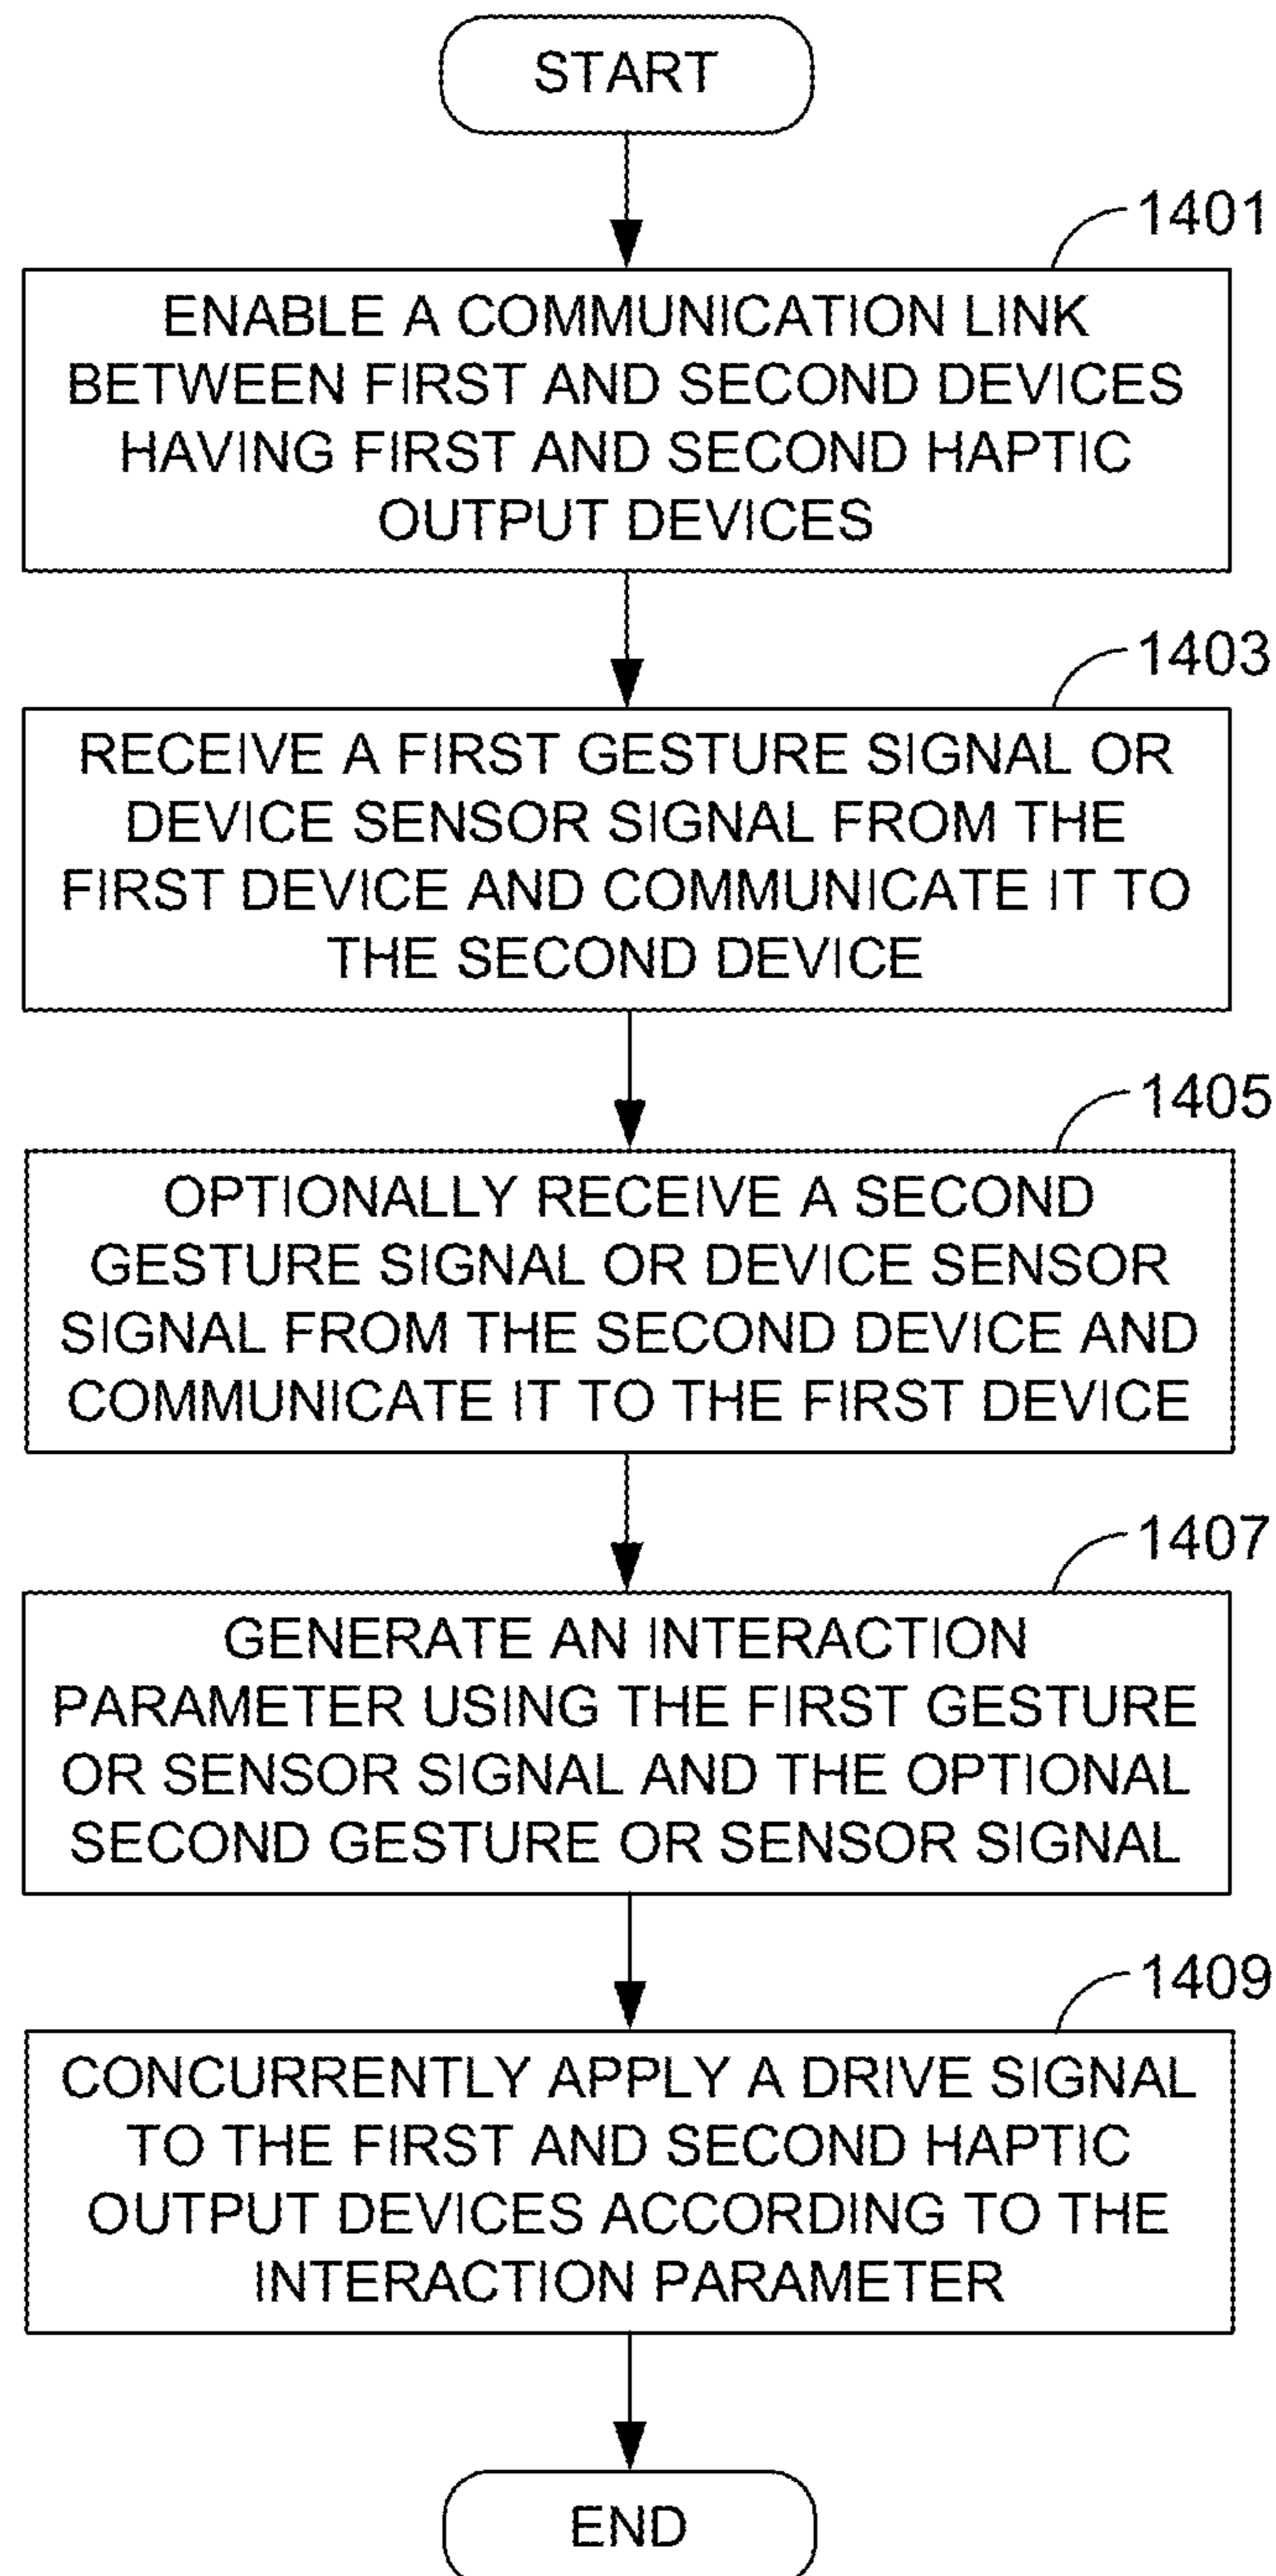 START
1401
ENABLE A COMMUNICATION LINK
BETWEEN FIRST AND SECOND DEVICES
HAVING FIRST AND SECOND HAPTIC
OUTPUT DEVICES
1403
RECEIVE A FIRST GESTURE SIGNAL OR
DEVICE SENSOR SIGNAL FROM THE
FIRST DEVICE AND COMMUNICATE IT TO
THE SECOND DEVICE
1405
OPTIONALLY RECEIVE A SECOND
GESTURE SIGNAL OR DEVICE SENSOR
SIGNAL FROM THE SECOND DEVICE AND
COMMUNICATE IT TO THE FIRST DEVICE
1407
GENERATE AN INTERACTION
PARAMETER USING THE FIRST GESTURE
OR SENSOR SIGNAL AND THE OPTIONAL
SECOND GESTURE OR SENSOR SIGNAL
1409
CONCURRENTLY APPLY A DRIVE SIGNAL
TO THE FIRST AND SECOND HAPTIC
OUTPUT DEVICES ACCORDING TO THE
INTERACTION PARAMETER
END